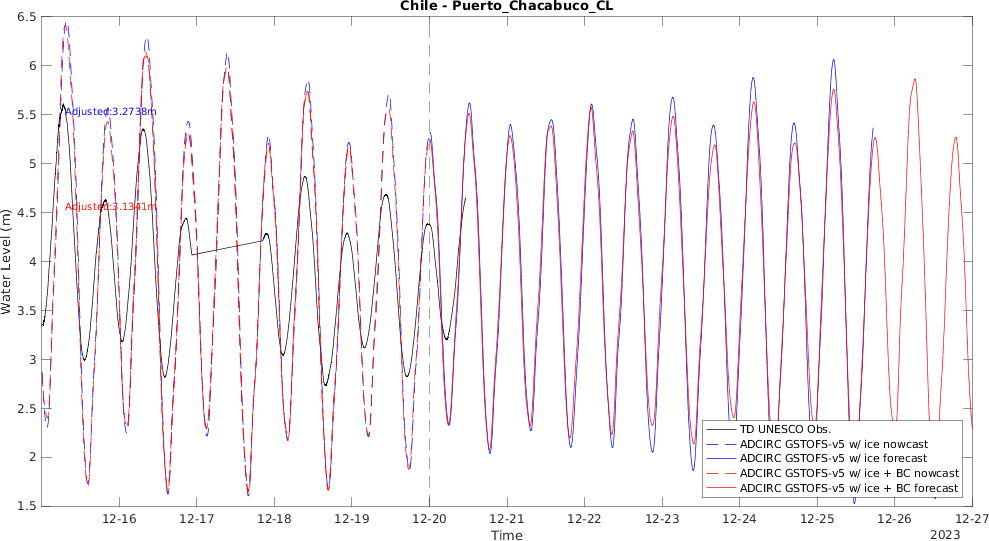 Chile - Puerto_Chacabuco_CL
6.5
6
5.5
5
4.5
4
3.5
3
2.5
2
1.5
Water Level (m)
Adjusted:3.2738m
Adjusted:3.1341m
TD UNESCO Obs.
ADCIRC GSTOFS-v5 w/ ice nowcast
ADCIRC GSTOFS-v5 w/ ice forecast
ADCIRC GSTOFS-v5 w/ ice + BC nowcast
ADCIRC GSTOFS-v5 w/ ice + BC forecast
12-16 12-17 12-18 12-19 12-20 12-21 12-22 12-23 12-24 12-25 12-26 12-27
Time
2023